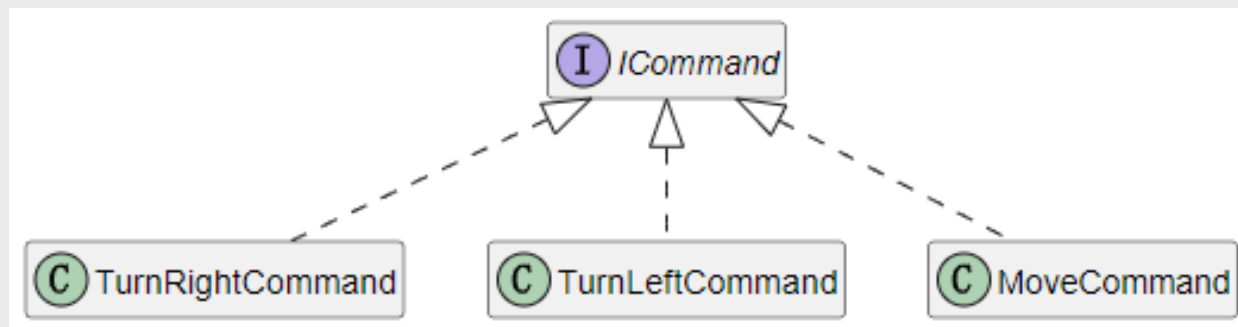 I ICommand
C TurnRightCommand
C TurnLeftCommand
C MoveCommand